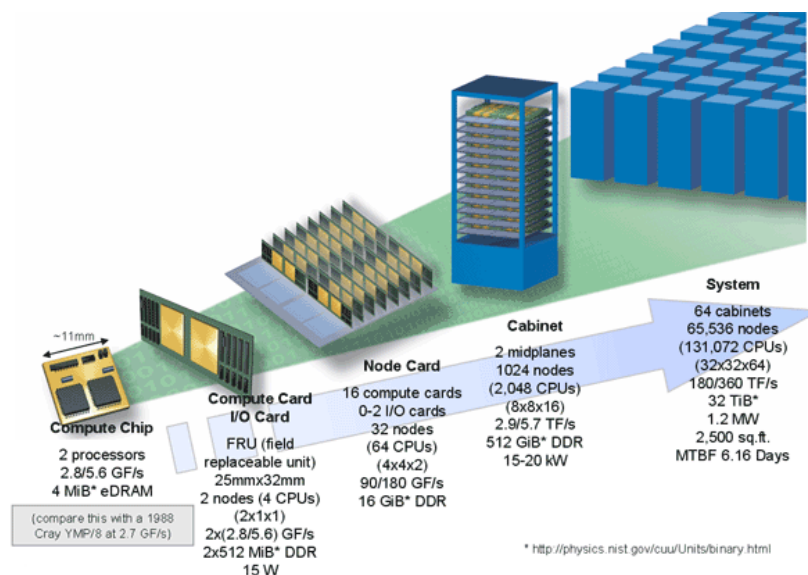 ~11mm
Compute Chip
2 processors
2.8/5.6 GF/s
4 MiB* eDRAM
(compare this with a 1988
Cray YMP/8 at 2.7 GF/s)
Compute Card
I/O Card
FRU (field
replaceable unit)
25mmx32mm
2 nodes (4 CPUs)
(2x1x1)
2x(2.8/5.6) GF/s
2x512 MiB* DDR
15 W
Node Card
16 compute cards
0-2 I/O cards
32 nodes
(64 CPUs)
(4x4x2)
90/180 GF/s
16 GiB* DDR
Cabinet
2 midplanes
1024 nodes
(2,048 CPUs)
(8x8x16)
2.9/5.7 TF/s
512 GiB* DDR
15-20 kW
System
64 cabinets
65,536 nodes
(131,072 CPUs)
(32x32x64)
180/360 TF/s
32 TiB*
1.2 MW
2,500 sq.ft.
MTBF 6.16 Days
* http://physics.nist.gov/cuu/Units/binary.html